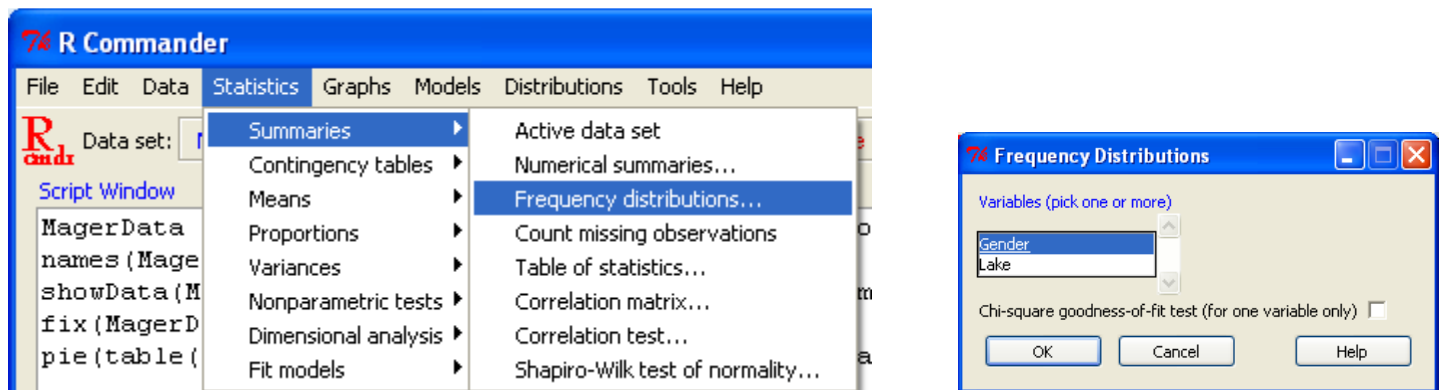 R Commander
File Edit Data Statistics Graphs Models Distributions Tools Help
Rcmdr Data set:
Summaries
Contingency tables
Means
Proportions
Variances
Nonparametric tests
Dimensional analysis
Fit models
Active data set
Numerical summaries...
Frequency distributions...
Count missing observations
Table of statistics...
Correlation matrix...
Correlation test...
Shapiro-Wilk test of normality...
Script Window
MagerData
names(Mage
showData(M
fix(MagerD
pie(table(
Frequency Distributions
Variables (pick one or more)
Gender
Lake
Chi-square goodness-of-fit test (for one variable only)
OK Cancel Help